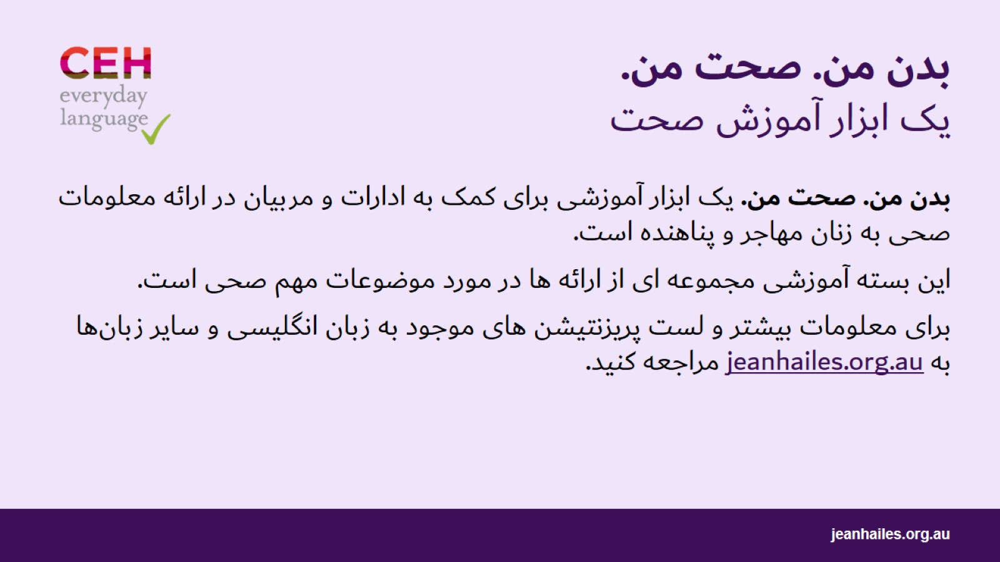 CEH
everyday
language
بدن من. صحت من.
یک ابزار آموزش صحت
بدن من. صحت من. یک ابزار آموزشی برای کمک به ادارات و مربیان در ارائه معلومات
صحی به زنان مهاجر و پناهنده است.
این بسته آموزشی مجموعه ای از ارائه ها در مورد موضوعات مهم صحی است.
برای معلومات بیشتر و لست پریزنتیشن های موجود به زبان انگلیسی و سایر زبان‌ها
به jeanhailes.org.au مراجعه کنید.
jeanhailes.org.au